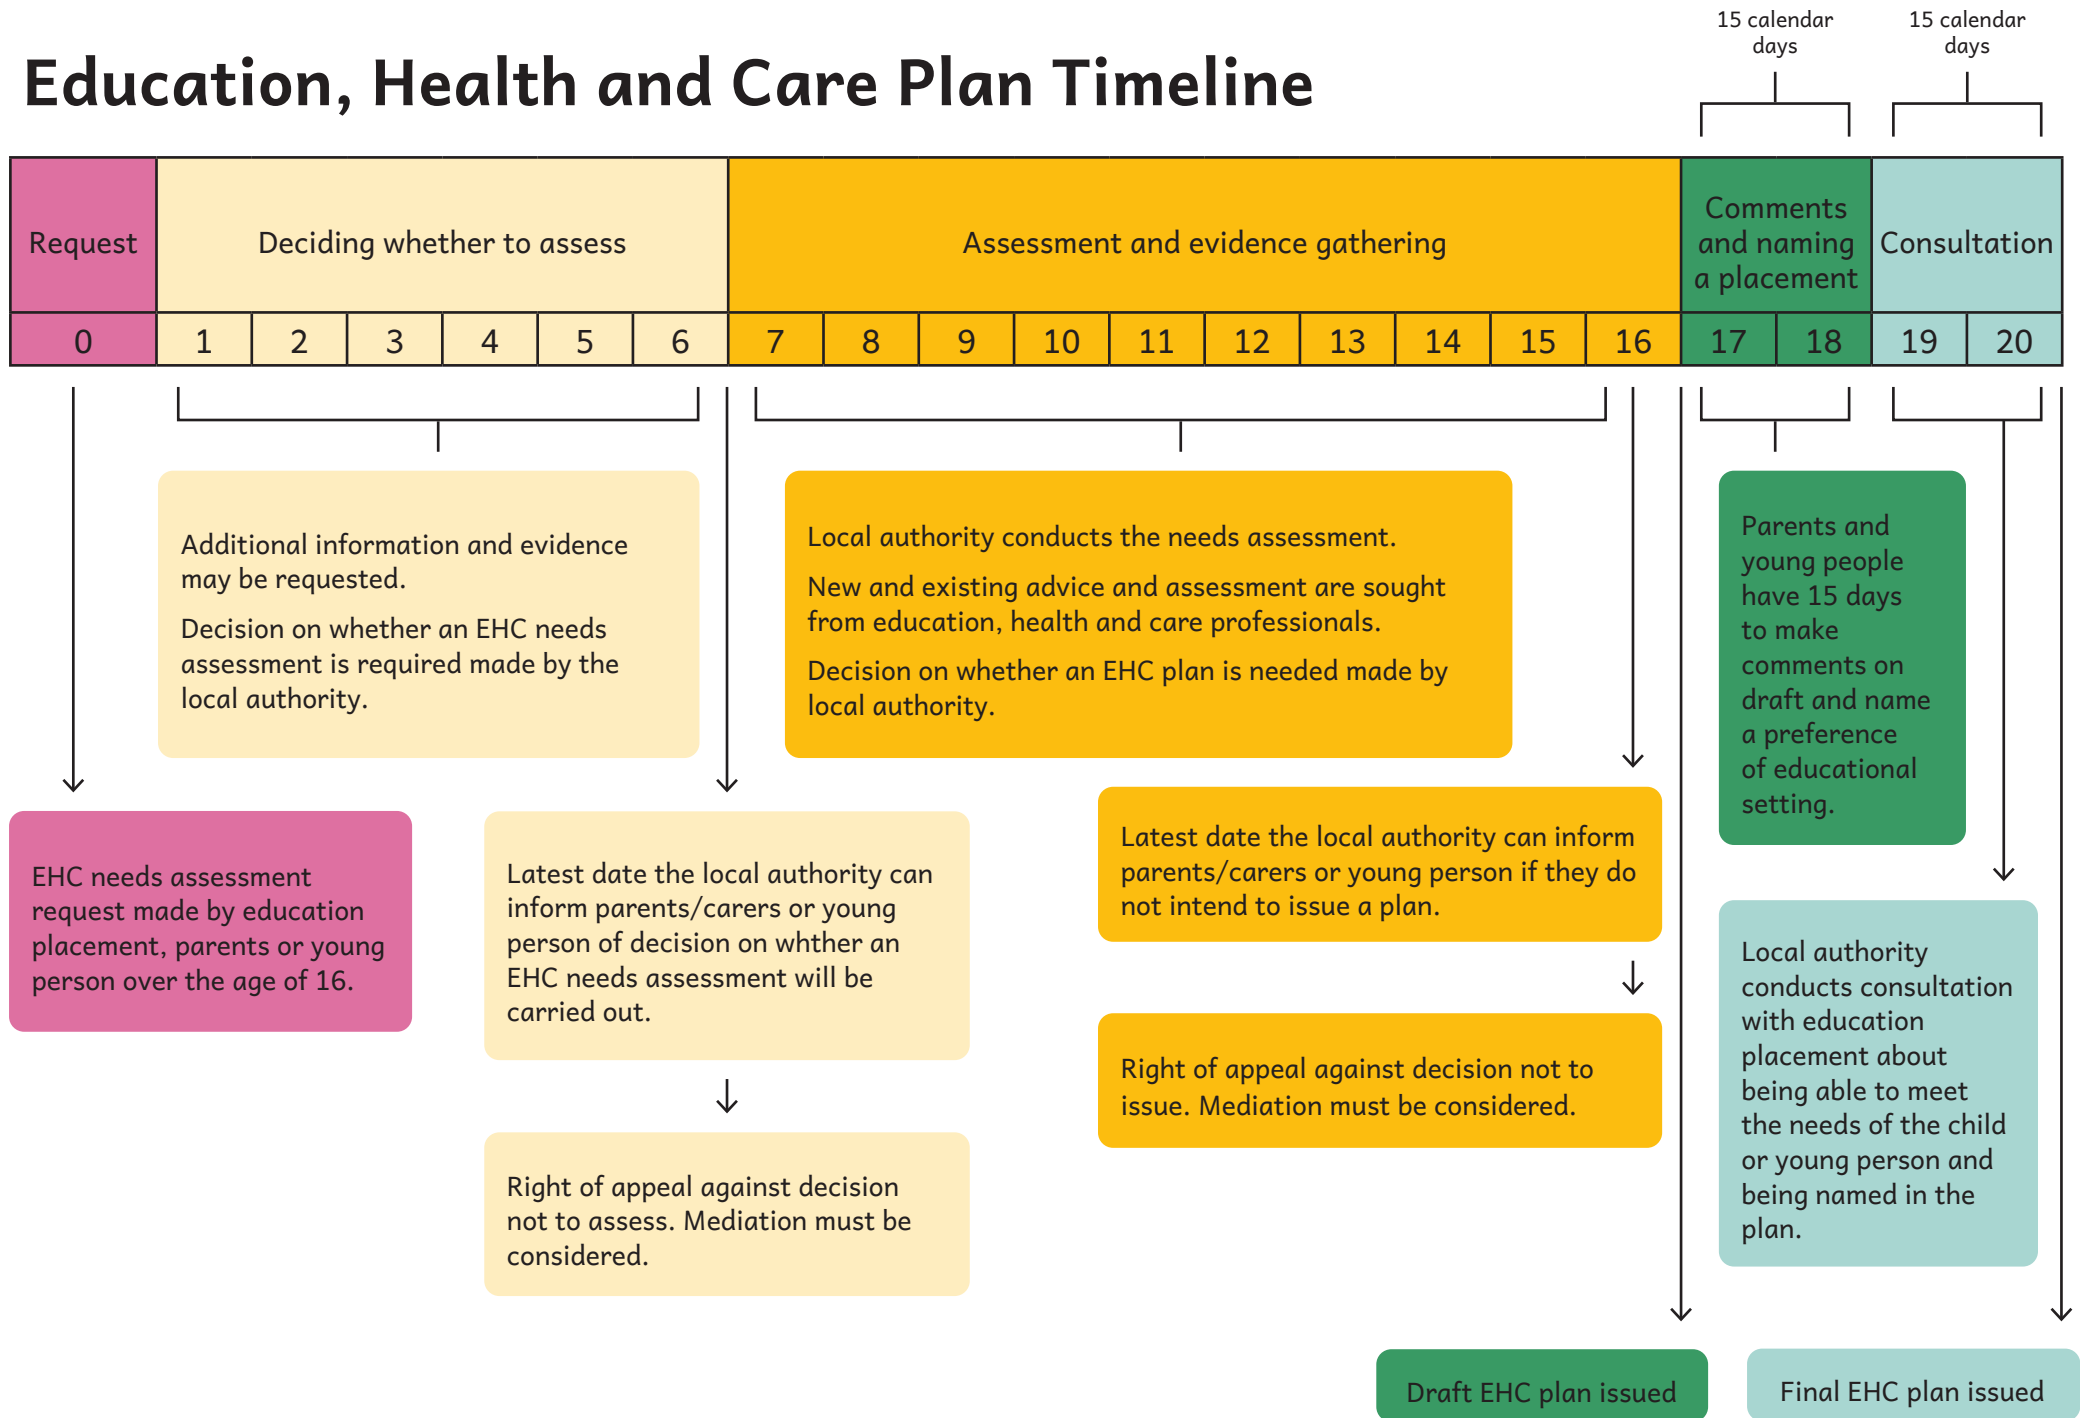 15 calendar
days
15 calendar
days
Education, Health and Care Plan Timeline
Request
Deciding whether to assess
Assessment and evidence gathering
Comments
and naming
a placement
Consultation
0 1 2 3 4 5 6 7 8 9 10 11 12 13 14 15 16 17 18 19 20
Additional information and evidence
may be requested.
Decision on whether an EHC needs
assessment is required made by the
local authority.
Local authority conducts the needs assessment.
New and existing advice and assessment are sought
from education, health and care professionals.
Decision on whether an EHC plan is needed made by
local authority.
Parents and
young people
have 15 days
to make
comments on
draft and name
a preference
of educational
setting.
EHC needs assessment
request made by education
placement, parents or young
person over the age of 16.
Latest date the local authority can
inform parents/carers or young
person of decision on whther an
EHC needs assessment will be
carried out.
Right of appeal against decision
not to assess. Mediation must be
considered.
Latest date the local authority can inform
parents/carers or young person if they do
not intend to issue a plan.
Right of appeal against decision not to
issue. Mediation must be considered.
Local authority
conducts consultation
with education
placement about
being able to meet
the needs of the child
or young person and
being named in the
plan.
Draft EHC plan issued
Final EHC plan issued